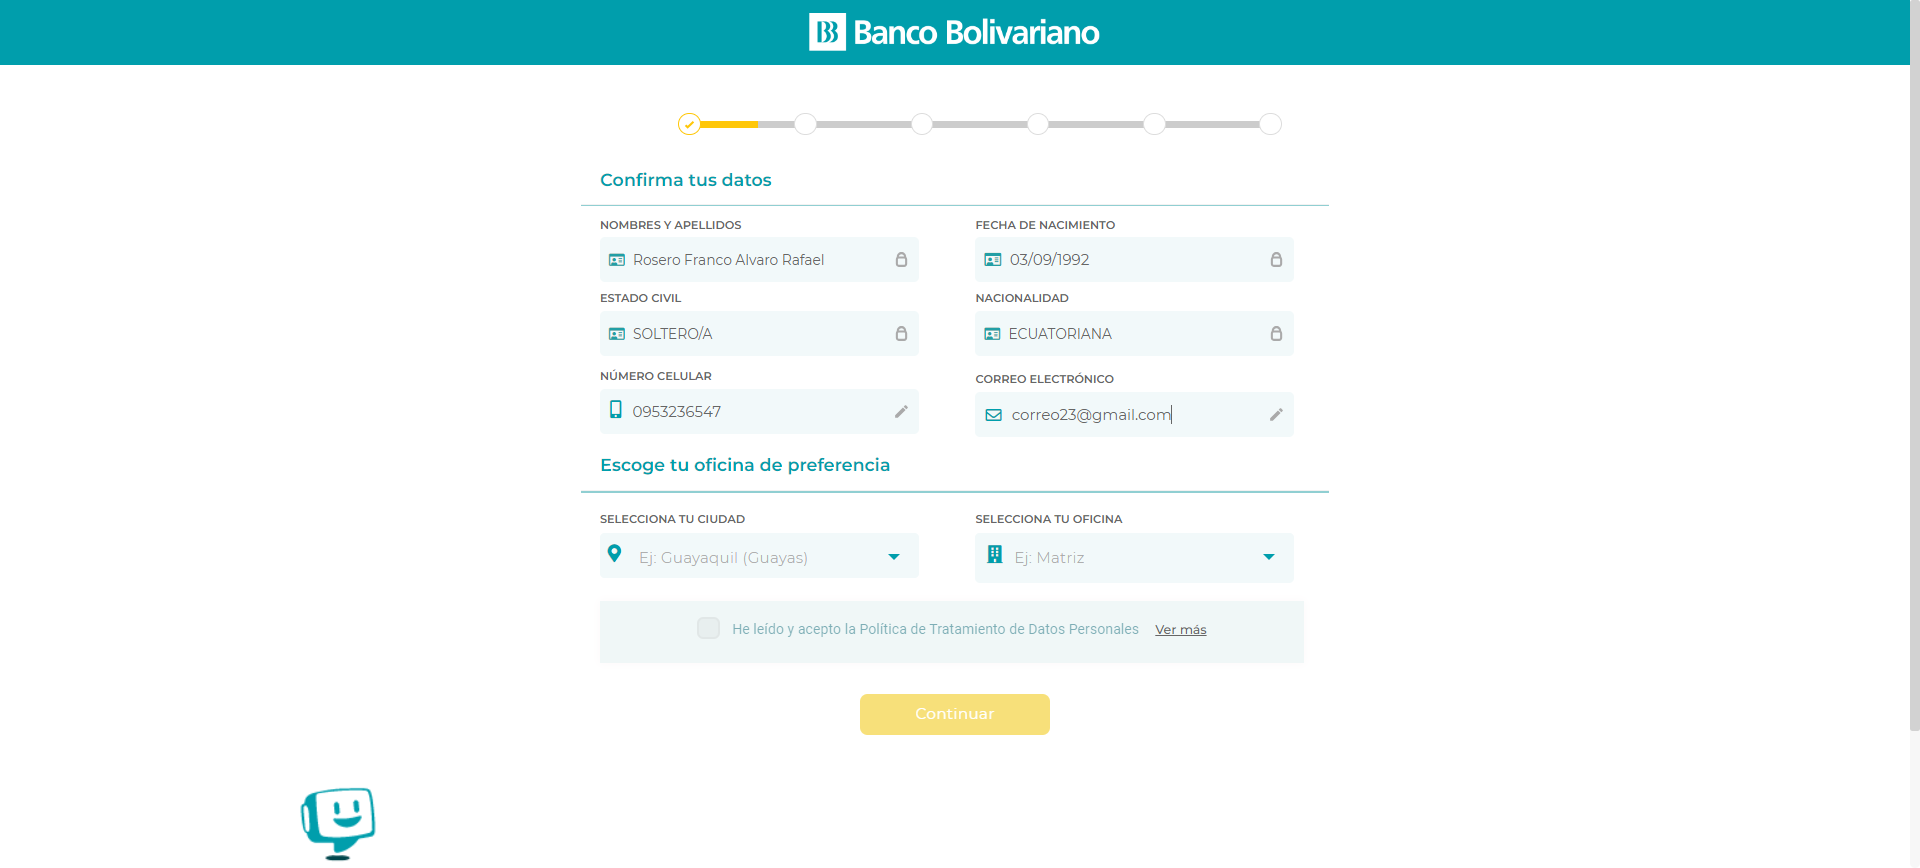 Banco Bolivariano
Confirma tus datos
NOMBRES Y APELLIDOS
Rosero Franco Alvaro Rafael
FECHA DE NACIMIENTO
03/09/1992
ESTADO CIVIL
SOLTERO/A
NACIONALIDAD
ECUATORIANA
NÚMERO CELULAR
0953236547
CORREO ELECTRÓNICO
correo23@gmail.com
Escoge tu oficina de preferencia
SELECCIONA TU CIUDAD
Ej: Guayaquil (Guayas)
SELECCIONA TU OFICINA
Ej: Matriz
He leído y acepto la Política de Tratamiento de Datos Personales Ver más
Continuar